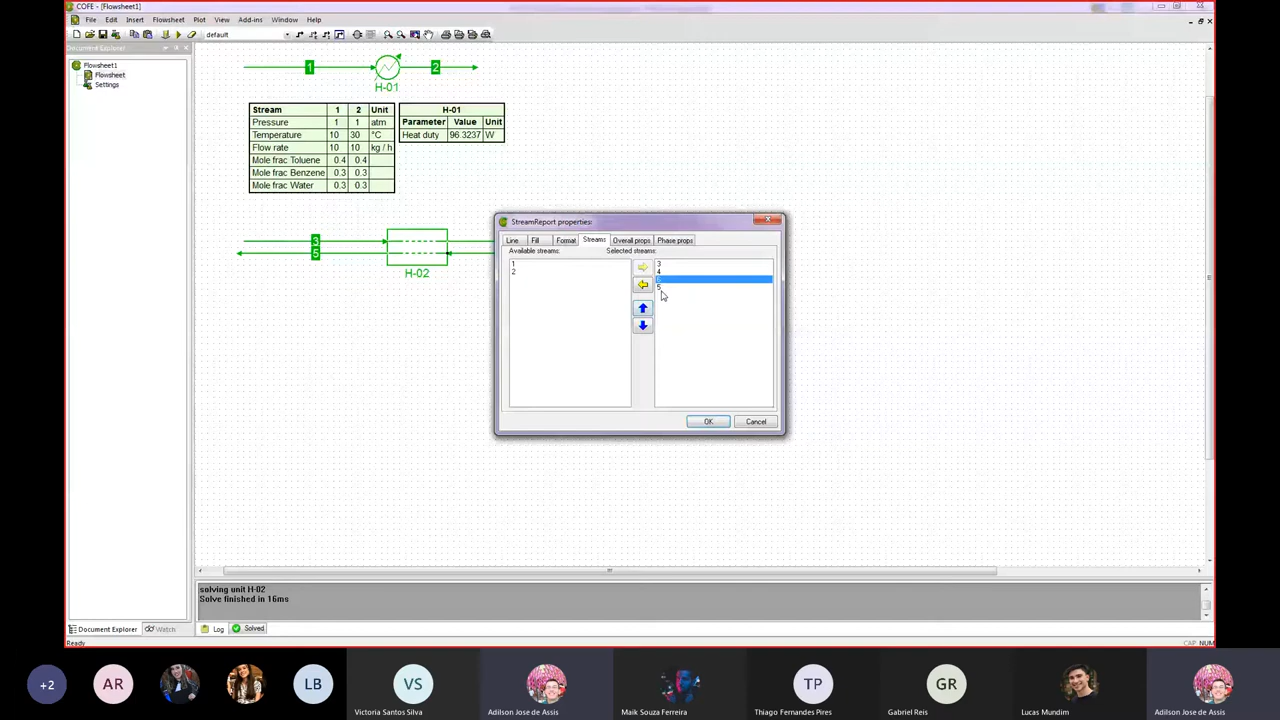 COFE - [Flowsheet1]
File Edit Insert Flowsheet Plot View Add-ins Window Help
default
Document Explorer
Flowsheet1
Flowsheet
Settings
1 2
H-01
Stream 1 2 Unit
Pressure 1 1 atm
Temperature 10 30 °C
Flow rate 10 10 kg / h
Mole frac Toluene 0.4 0.4
Mole frac Benzene 0.3 0.3
Mole frac Water 0.3 0.3
H-01
Parameter Value Unit
Heat duty 96.3237 W
3
5
H-02
StreamReport properties:
Line Fill Format Streams Overall props Phase props
Available streams: Selected streams:
1
2
3
4
5
OK Cancel
solving unit H-02
Solve finished in 16ms
Document Explorer Watch Log Solved
Ready CAP NUM
+2 AR LB VS TP GR
Victoria Santos Silva Adilson Jose de Assis Maik Souza Ferreira Thiago Fernandes Pires Gabriel Reis Lucas Mundim Adilson Jose de Assis